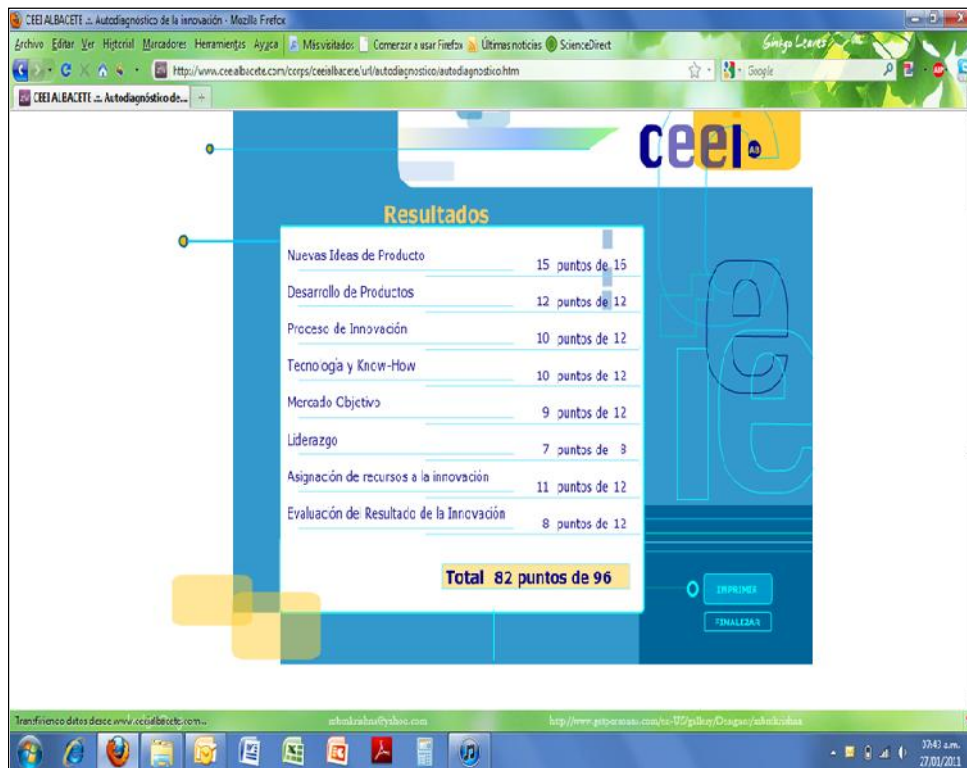 CEEI ALBACETE .:. Autodiagnóstico de la innovación - Mozilla Firefox
Archivo Editar Ver Historial Marcadores Herramientas Ayuda Más visitados Comenzar a usar Firefox Últimas noticias ScienceDirect
Ginkgo Leaves
http://www.ceeialbacete.com/corps/ceeialbacete/url/autodiagnostico/autodiagnostico.htm Google
CEEI ALBACETE .:. Autodiagnóstico de...
ceei AB
Resultados
Nuevas Ideas de Producto 15 puntos de 16
Desarrollo de Productos 12 puntos de 12
Proceso de Innovación 10 puntos de 12
Tecnología y Know-How 10 puntos de 12
Mercado Objetivo 9 puntos de 12
Liderazgo 7 puntos de 8
Asignación de recursos a la innovación 11 puntos de 12
Evaluación del Resultado de la Innovación 8 puntos de 12
Total 82 puntos de 96
IMPRIMIR
FINALIZAR
Transfiriendo datos desde www.ceeialbacete.com...
27/01/2011